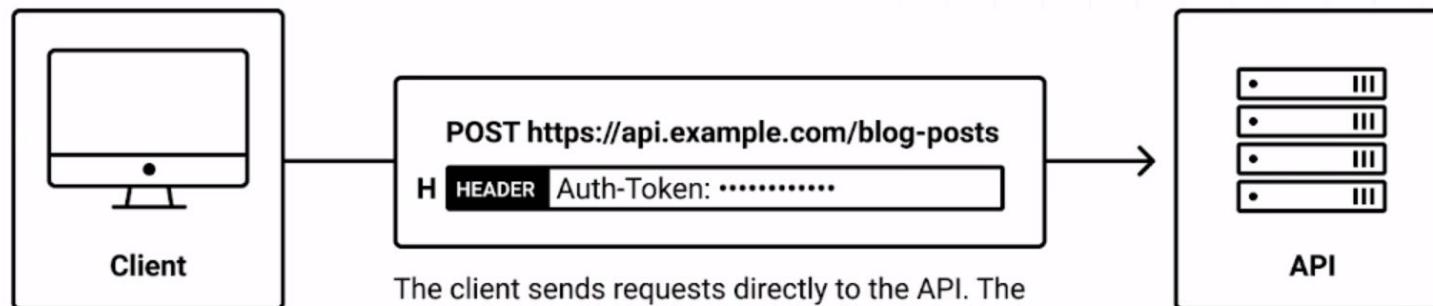 POST https://api.example.com/blog-posts
H HEADER Auth-Token: ••••••••••••
Client
API
The client sends requests directly to the API. The